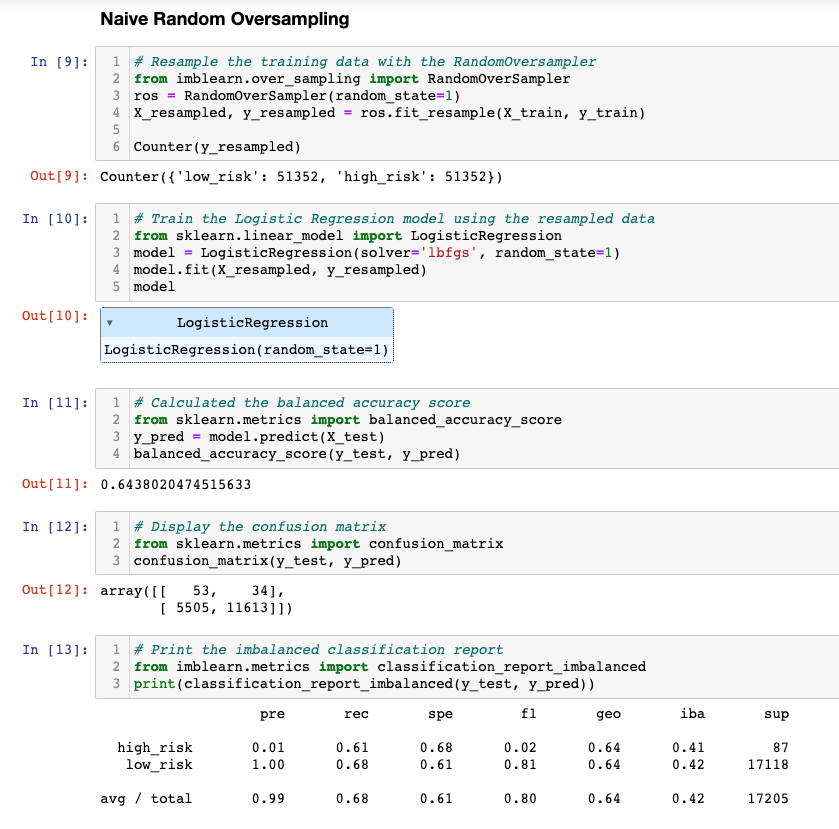 Naive Random Oversampling
In [9]:
1 # Resample the training data with the RandomOversampler
2 from imblearn.over_sampling import RandomOverSampler
3 ros = RandomOverSampler(random_state=1)
4 X_resampled, y_resampled = ros.fit_resample(X_train, y_train)
5
6 Counter(y_resampled)
Out[9]: Counter({'low_risk': 51352, 'high_risk': 51352})
In [10]:
1 # Train the Logistic Regression model using the resampled data
2 from sklearn.linear_model import LogisticRegression
3 model = LogisticRegression(solver='lbfgs', random_state=1)
4 model.fit(X_resampled, y_resampled)
5 model
Out[10]:
▾ LogisticRegression
LogisticRegression(random_state=1)
In [11]:
1 # Calculated the balanced accuracy score
2 from sklearn.metrics import balanced_accuracy_score
3 y_pred = model.predict(X_test)
4 balanced_accuracy_score(y_test, y_pred)
Out[11]: 0.6438020474515633
In [12]:
1 # Display the confusion matrix
2 from sklearn.metrics import confusion_matrix
3 confusion_matrix(y_test, y_pred)
Out[12]: array([[   53,    34],
       [ 5505, 11613]])
In [13]:
1 # Print the imbalanced classification report
2 from imblearn.metrics import classification_report_imbalanced
3 print(classification_report_imbalanced(y_test, y_pred))
pre rec spe f1 geo iba sup
high_risk 0.01 0.61 0.68 0.02 0.64 0.41 87
low_risk 1.00 0.68 0.61 0.81 0.64 0.42 17118
avg / total 0.99 0.68 0.61 0.80 0.64 0.42 17205